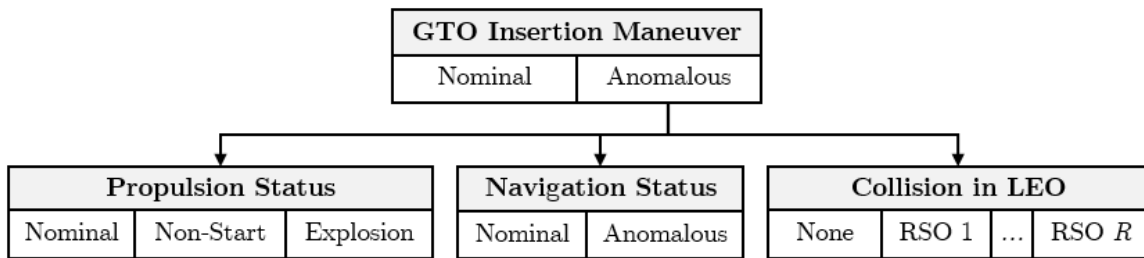 GTO Insertion Maneuver
Nominal Anomalous
Propulsion Status Navigation Status Collision in LEO
Nominal Non-Start Explosion Nominal Anomalous None RSO 1 ... RSO R